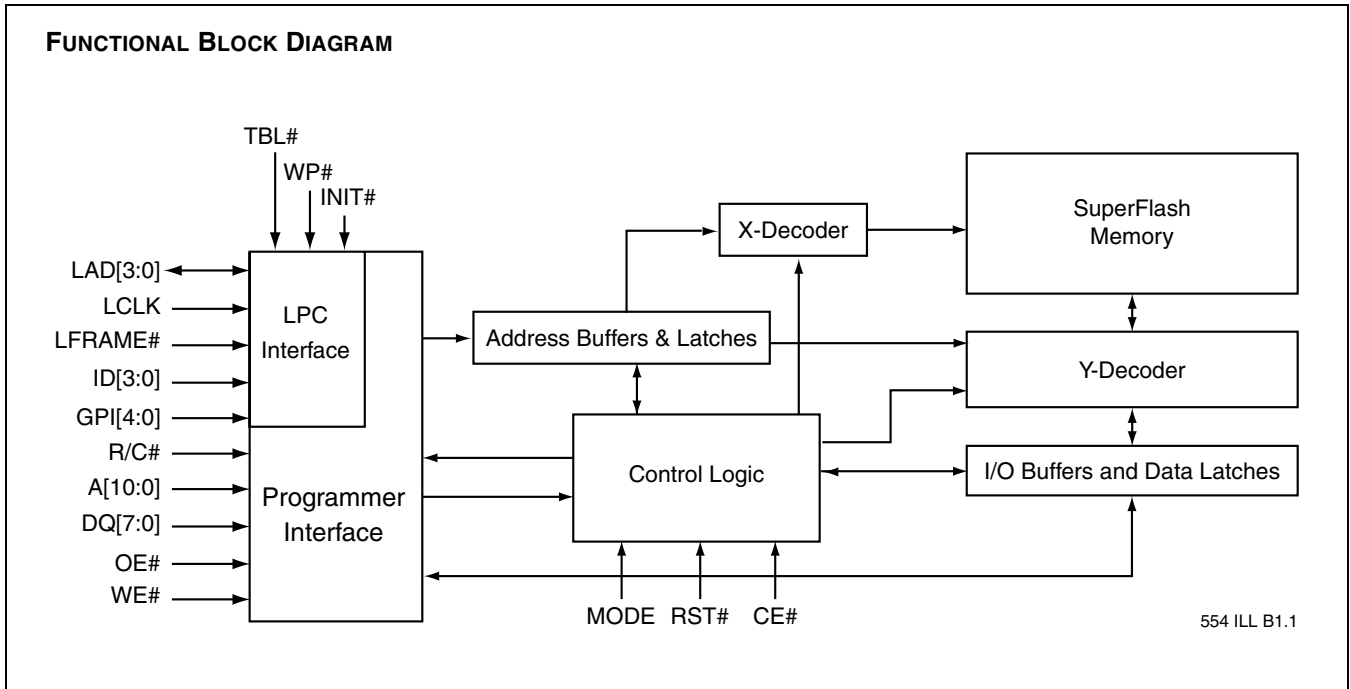 FUNCTIONAL BLOCK DIAGRAM
TBL#
WP#
INIT#
LAD[3:0]
LCLK
LFRAME#
ID[3:0]
GPI[4:0]
R/C#
A[10:0]
DQ[7:0]
OE#
WE#
LPC
Interface
Programmer
Interface
Address Buffers & Latches
X-Decoder
Control Logic
MODE
RST#
CE#
SuperFlash
Memory
Y-Decoder
I/O Buffers and Data Latches
554 ILL B1.1